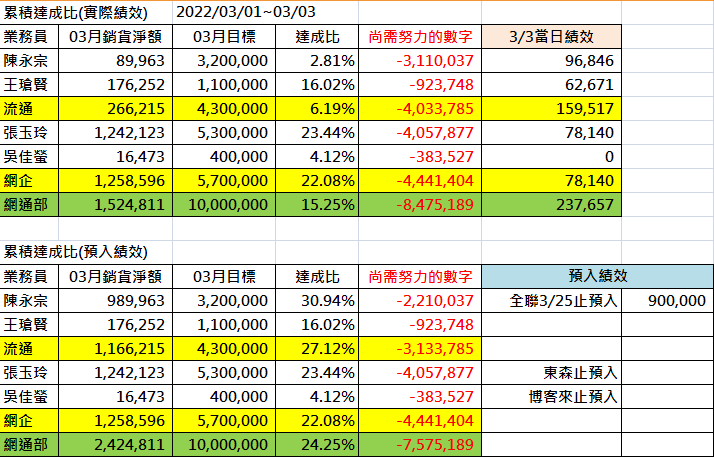 累積達成比(實際績效) 2022/03/01~03/03
業務員 03月銷貨淨額 03月目標 達成比 尚需努力的數字 3/3當日績效
陳永宗 89,963 3,200,000 2.81% -3,110,037 96,846
王瑲賢 176,252 1,100,000 16.02% -923,748 62,671
流通 266,215 4,300,000 6.19% -4,033,785 159,517
張玉玲 1,242,123 5,300,000 23.44% -4,057,877 78,140
吳佳螢 16,473 400,000 4.12% -383,527 0
網企 1,258,596 5,700,000 22.08% -4,441,404 78,140
網通部 1,524,811 10,000,000 15.25% -8,475,189 237,657
累積達成比(預入績效)
業務員 03月銷貨淨額 03月目標 達成比 尚需努力的數字 預入績效
陳永宗 989,963 3,200,000 30.94% -2,210,037 全聯3/25止預入 900,000
王瑲賢 176,252 1,100,000 16.02% -923,748
流通 1,166,215 4,300,000 27.12% -3,133,785
張玉玲 1,242,123 5,300,000 23.44% -4,057,877 東森止預入
吳佳螢 16,473 400,000 4.12% -383,527 博客來止預入
網企 1,258,596 5,700,000 22.08% -4,441,404
網通部 2,424,811 10,000,000 24.25% -7,575,189